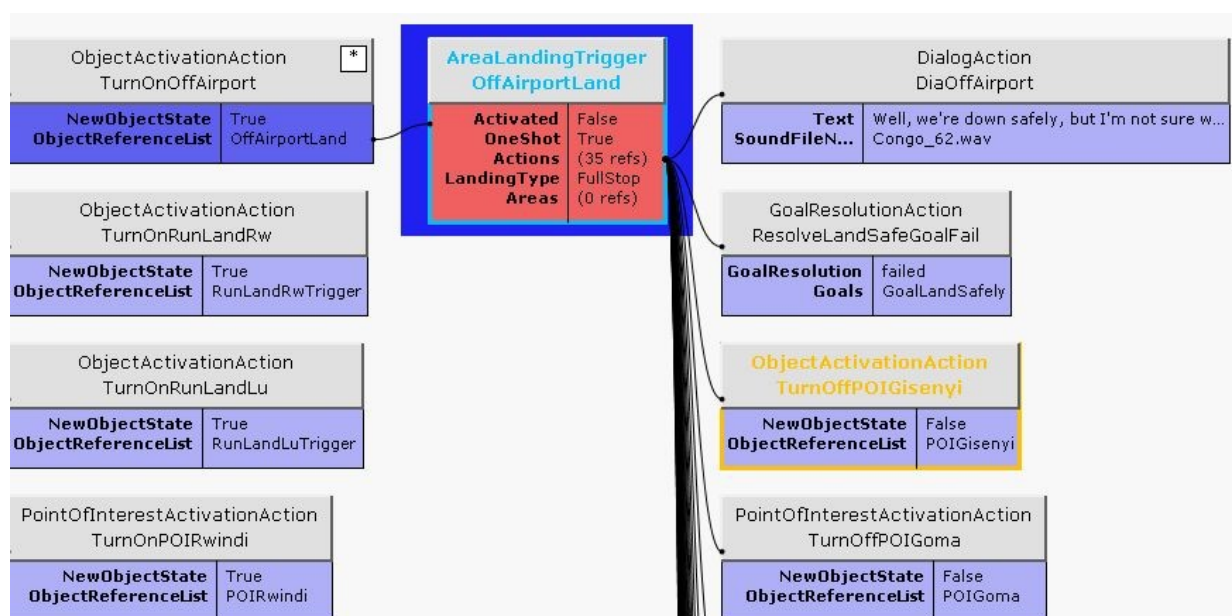 ObjectActivationAction
TurnOnOffAirport
*
NewObjectState True
ObjectReferenceList OffAirportLand
ObjectActivationAction
TurnOnRunLandRw
NewObjectState True
ObjectReferenceList RunLandRwTrigger
ObjectActivationAction
TurnOnRunLandLu
NewObjectState True
ObjectReferenceList RunLandLuTrigger
PointOfInterestActivationAction
TurnOnPOIRwindi
NewObjectState True
ObjectReferenceList POIRwindi
AreaLandingTrigger
OffAirportLand
Activated False
OneShot True
Actions (35 refs)
LandingType FullStop
Areas (0 refs)
DialogAction
DiaOffAirport
Text Well, we're down safely, but I'm not sure w...
SoundFileN... Congo_62.wav
GoalResolutionAction
ResolveLandSafeGoalFail
GoalResolution failed
Goals GoalLandSafely
ObjectActivationAction
TurnOffPOIGisenyi
NewObjectState False
ObjectReferenceList POIGisenyi
PointOfInterestActivationAction
TurnOffPOIGoma
NewObjectState False
ObjectReferenceList POIGoma